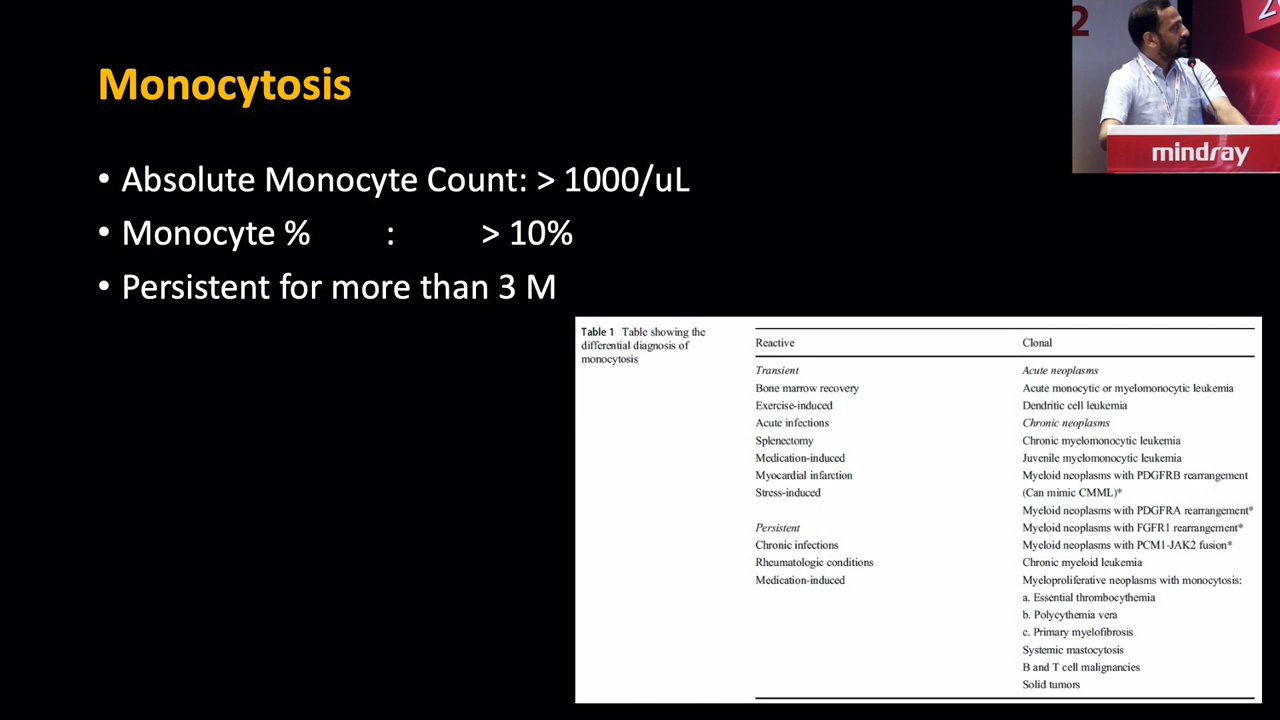 Monocytosis
• Absolute Monocyte Count: > 1000/uL
• Monocyte % : > 10%
• Persistent for more than 3 M
2
mindray
Table 1 Table showing the
differential diagnosis of
monocytosis
Reactive
Transient
Bone marrow recovery
Exercise-induced
Acute infections
Splenectomy
Medication-induced
Myocardial infarction
Stress-induced
Persistent
Chronic infections
Rheumatologic conditions
Medication-induced
Clonal
Acute neoplasms
Acute monocytic or myelomonocytic leukemia
Dendritic cell leukemia
Chronic neoplasms
Chronic myelomonocytic leukemia
Juvenile myelomonocytic leukemia
Myeloid neoplasms with PDGFRB rearrangement
(Can mimic CMML)*
Myeloid neoplasms with PDGFRA rearrangement*
Myeloid neoplasms with FGFR1 rearrangement*
Myeloid neoplasms with PCM1-JAK2 fusion*
Chronic myeloid leukemia
Myeloproliferative neoplasms with monocytosis:
a. Essential thrombocythemia
b. Polycythemia vera
c. Primary myelofibrosis
Systemic mastocytosis
B and T cell malignancies
Solid tumors